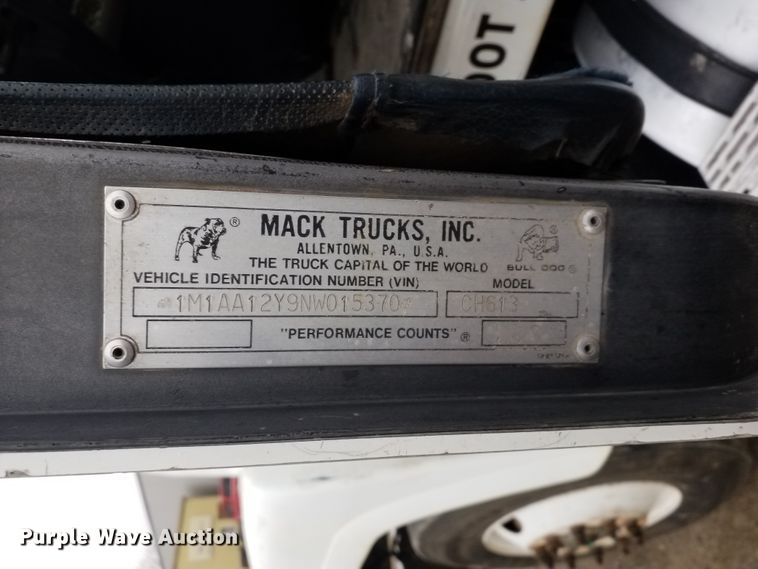 DOT
® MACK TRUCKS, INC. ®
ALLENTOWN, PA., U.S.A.
THE TRUCK CAPITAL OF THE WORLD BULL DOG ®
VEHICLE IDENTIFICATION NUMBER (VIN) MODEL
1M1AA12Y9NW015370 CH613
"PERFORMANCE COUNTS" ®
Purple Wave Auction